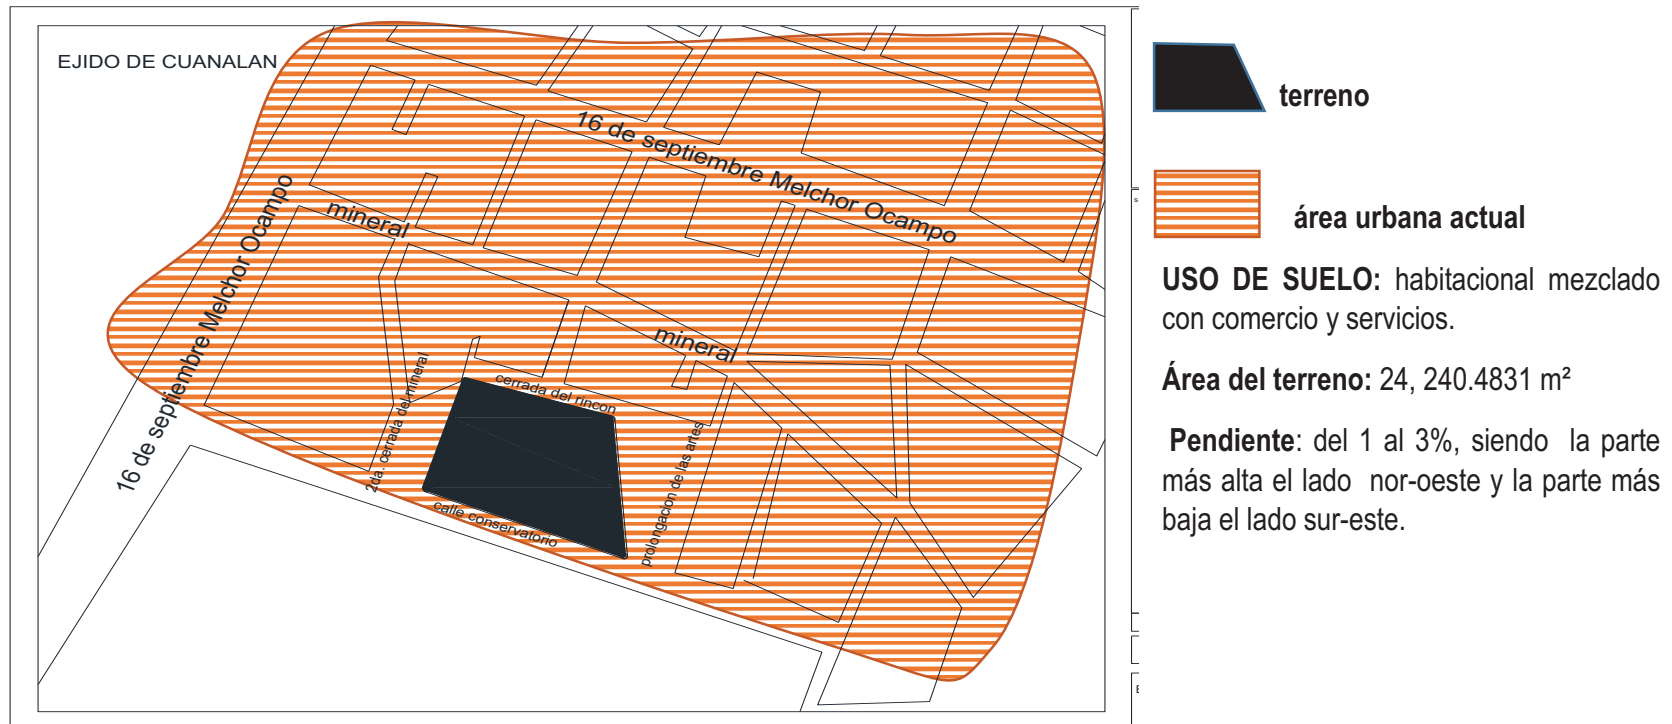 EJIDO DE CUANALAN
16 de septiembre Melchor Ocampo
mineral
16 de septiembre Melchor Ocampo
mineral
cerrada del rincon
2da. cerrada del mineral
prolongacion de las artes
calle conservatorio
terreno
área urbana actual
USO DE SUELO: habitacional mezclado
con comercio y servicios.
Área del terreno: 24, 240.4831 m²
Pendiente: del 1 al 3%, siendo la parte
más alta el lado nor-oeste y la parte más
baja el lado sur-este.